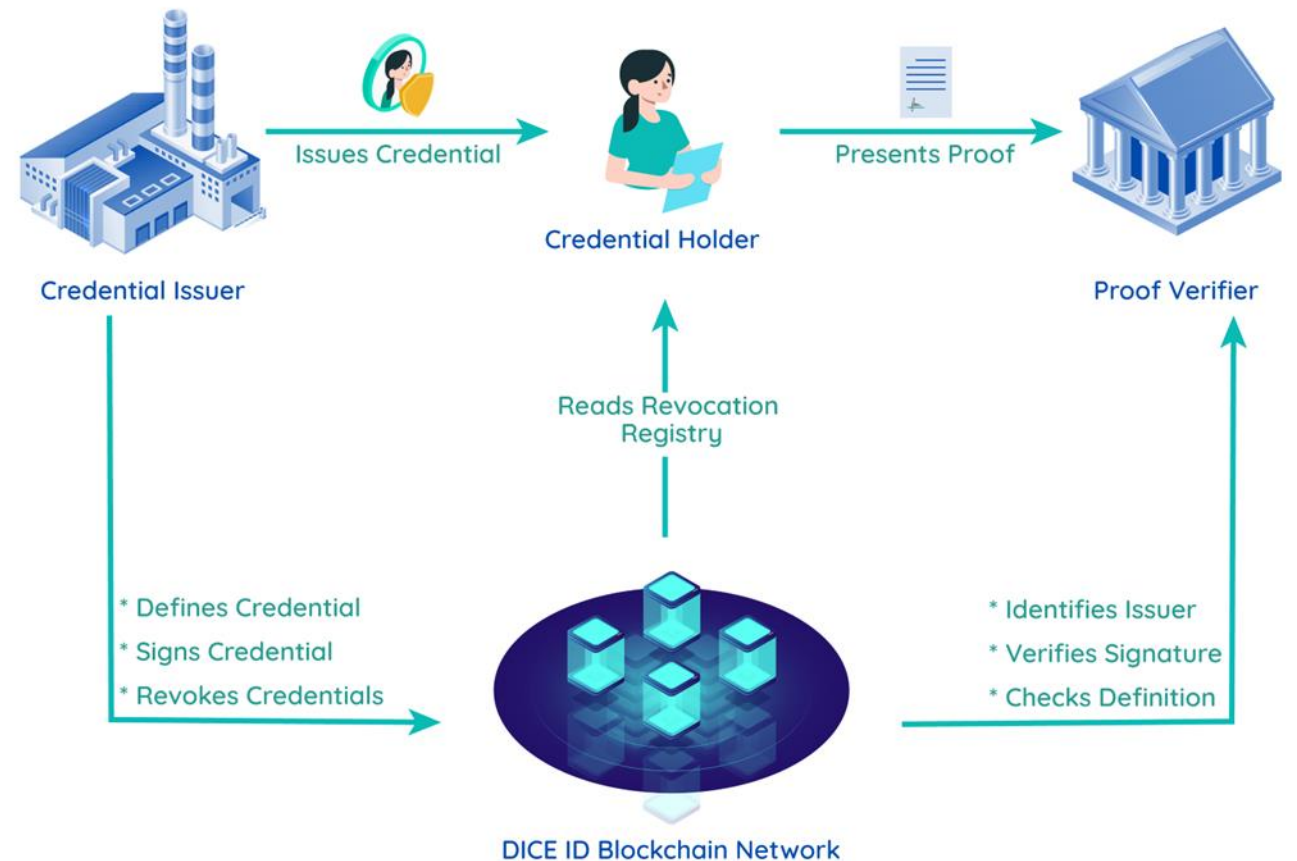 Issues Credential
Presents Proof
Credential Holder
Credential Issuer
Proof Verifier
Reads Revocation
Registry
* Defines Credential
* Signs Credential
* Revokes Credentials
* Identifies Issuer
* Verifies Signature
* Checks Definition
DICE ID Blockchain Network